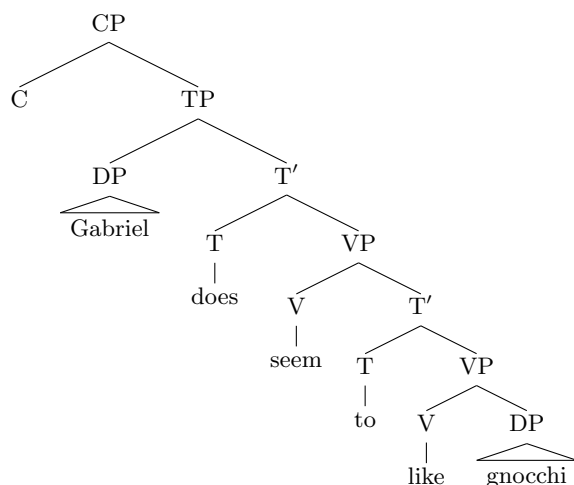 CP
C TP
DP T′
Gabriel T VP
does V T′
seem T VP
to V DP
like gnocchi